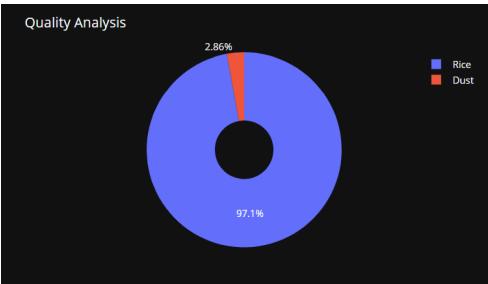 Quality Analysis
2.86%
Rice
Dust
97.1%